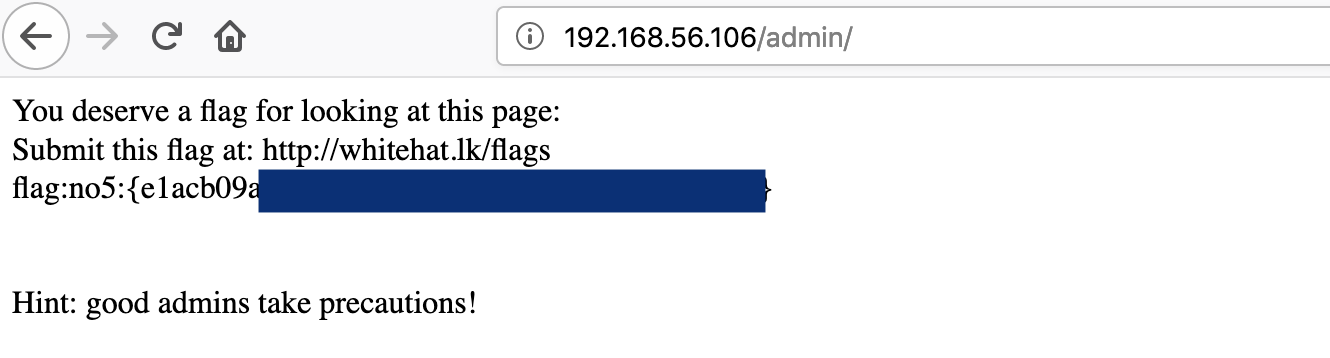 192.168.56.106/admin/
You deserve a flag for looking at this page:
Submit this flag at: http://whitehat.lk/flags
flag:no5:{e1acb09a}
Hint: good admins take precautions!